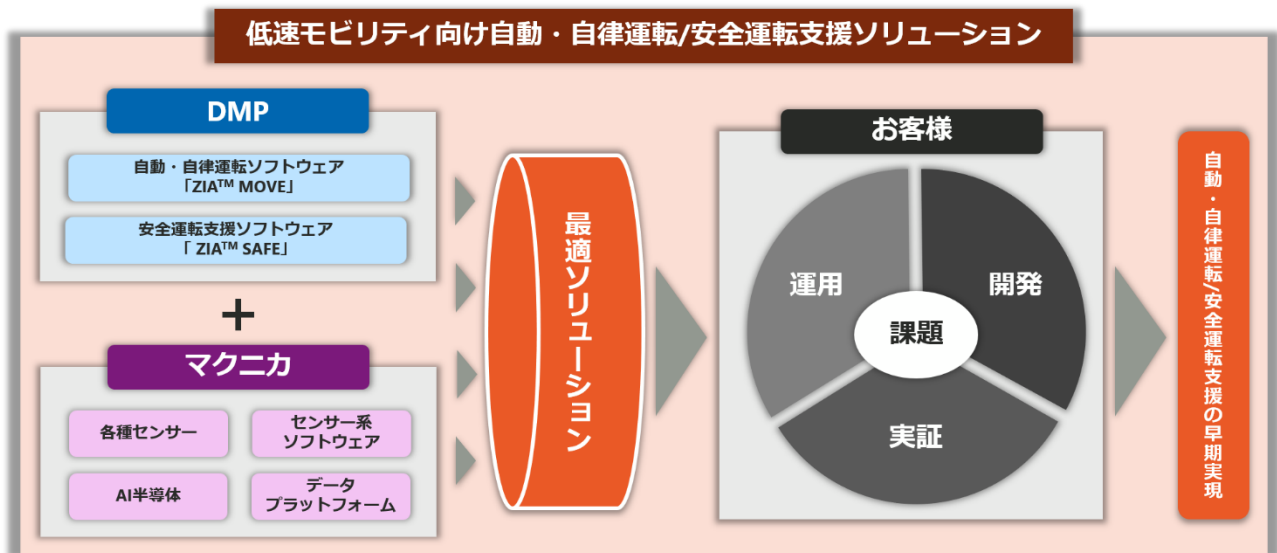 低速モビリティ向け自動・自律運転/安全運転支援ソリューション
DMP
自動・自律運転ソフトウェア
「ZIA™ MOVE」
安全運転支援ソフトウェア
「 ZIA™ SAFE」
+
マクニカ
各種センサー
センサー系
ソフトウェア
AI半導体
データ
プラットフォーム
最適ソリューション
お客様
運用
開発
課題
実証
自動・自律運転/安全運転支援の早期実現